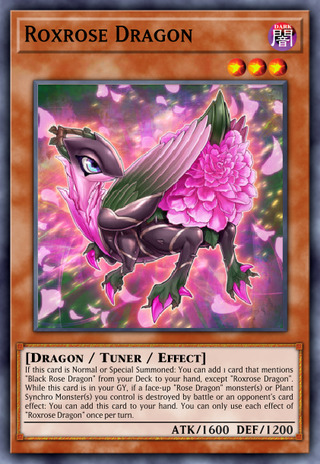 Roxrose Dragon
DARK
闇
[Dragon / Tuner / Effect]
If this card is Normal or Special Summoned: You can add 1 card that mentions
"Black Rose Dragon" from your Deck to your hand, except "Roxrose Dragon".
While this card is in your GY, if a face-up "Rose Dragon" monster(s) or Plant
Synchro Monster(s) you control is destroyed by battle or an opponent's card
effect: You can add this card to your hand. You can only use each effect of
"Roxrose Dragon" once per turn.
ATK/1600 DEF/1200